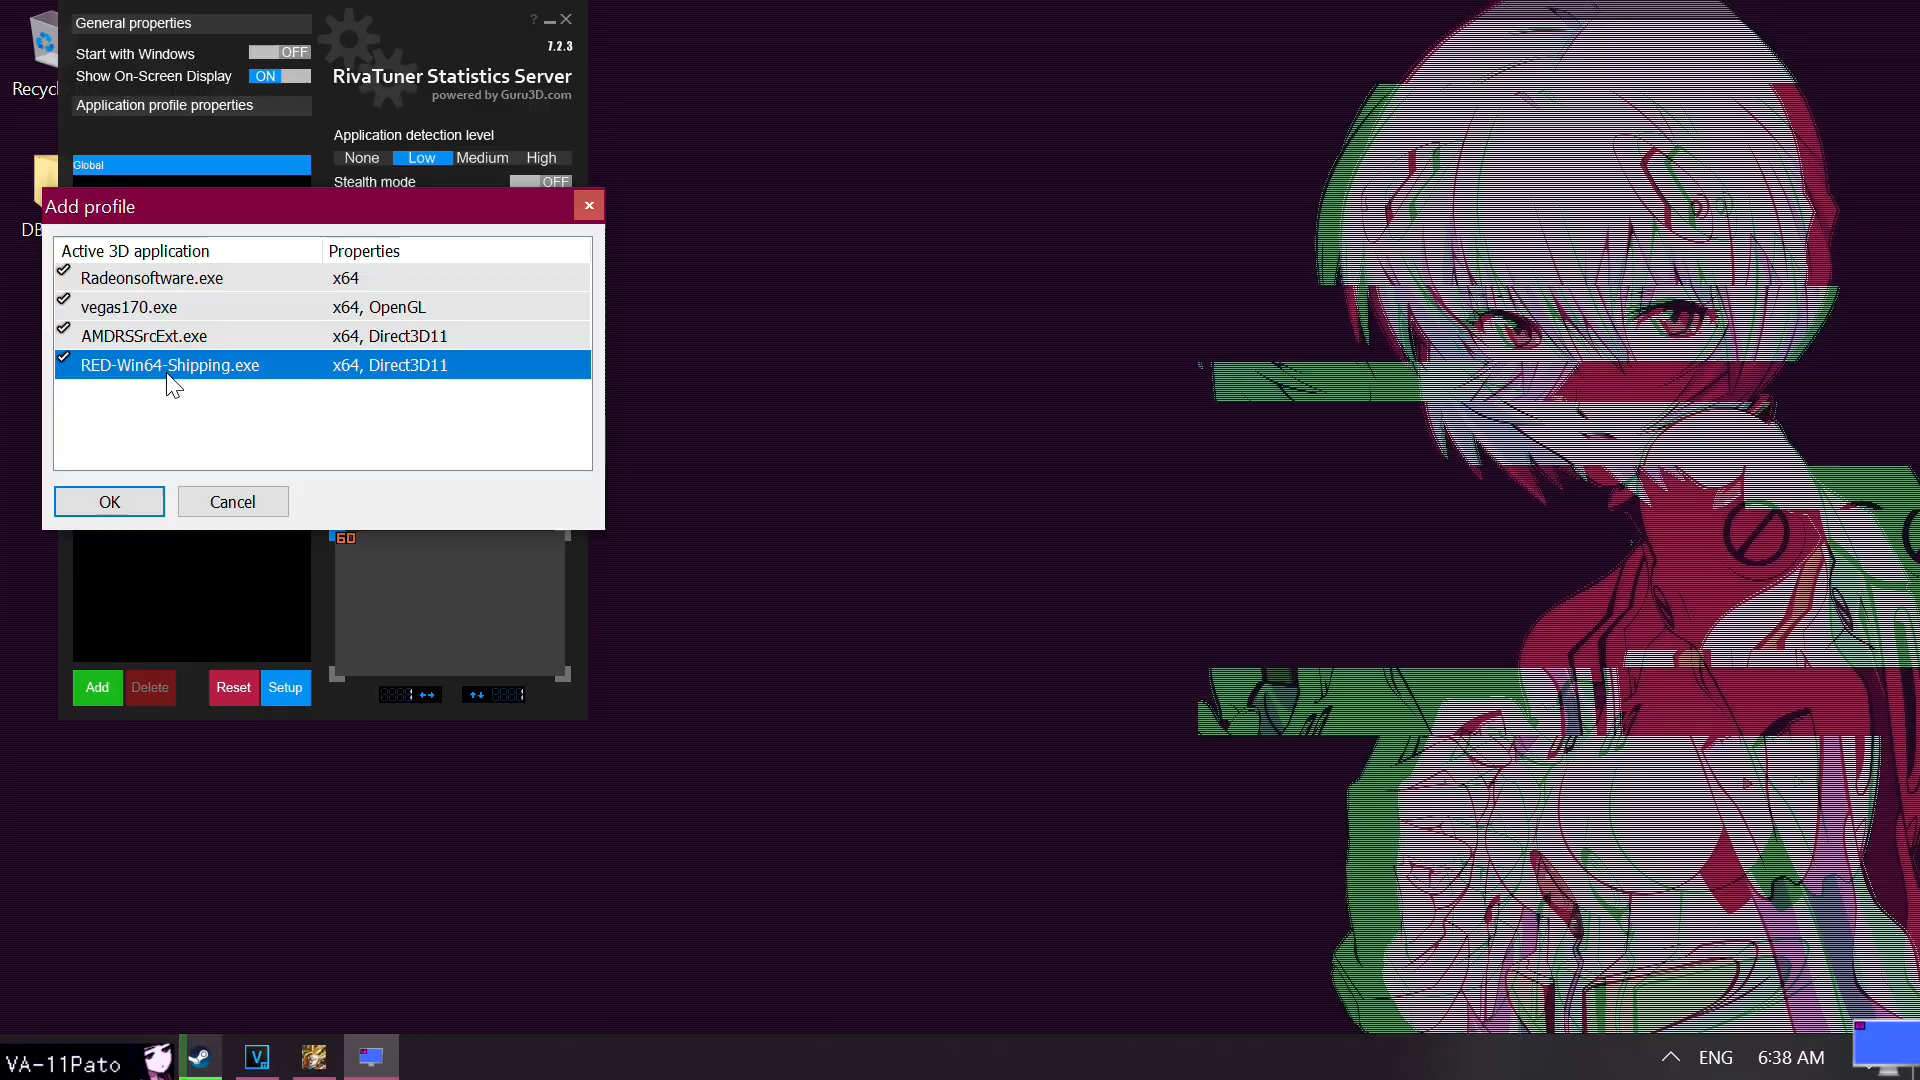 General properties
Start with Windows OFF
Show On-Screen Display ON
Application profile properties
Global
?
7.2.3
RivaTuner Statistics Server
powered by Guru3D.com
Application detection level
None Low Medium High
Stealth mode OFF
Recyc
DB
Add profile
Active 3D application Properties
Radeonsoftware.exe x64
vegas170.exe x64, OpenGL
AMDRSSrcExt.exe x64, Direct3D11
RED-Win64-Shipping.exe x64, Direct3D11
OK Cancel
60
Add Delete Reset Setup
VA-11Pato
V
ENG 6:38 AM